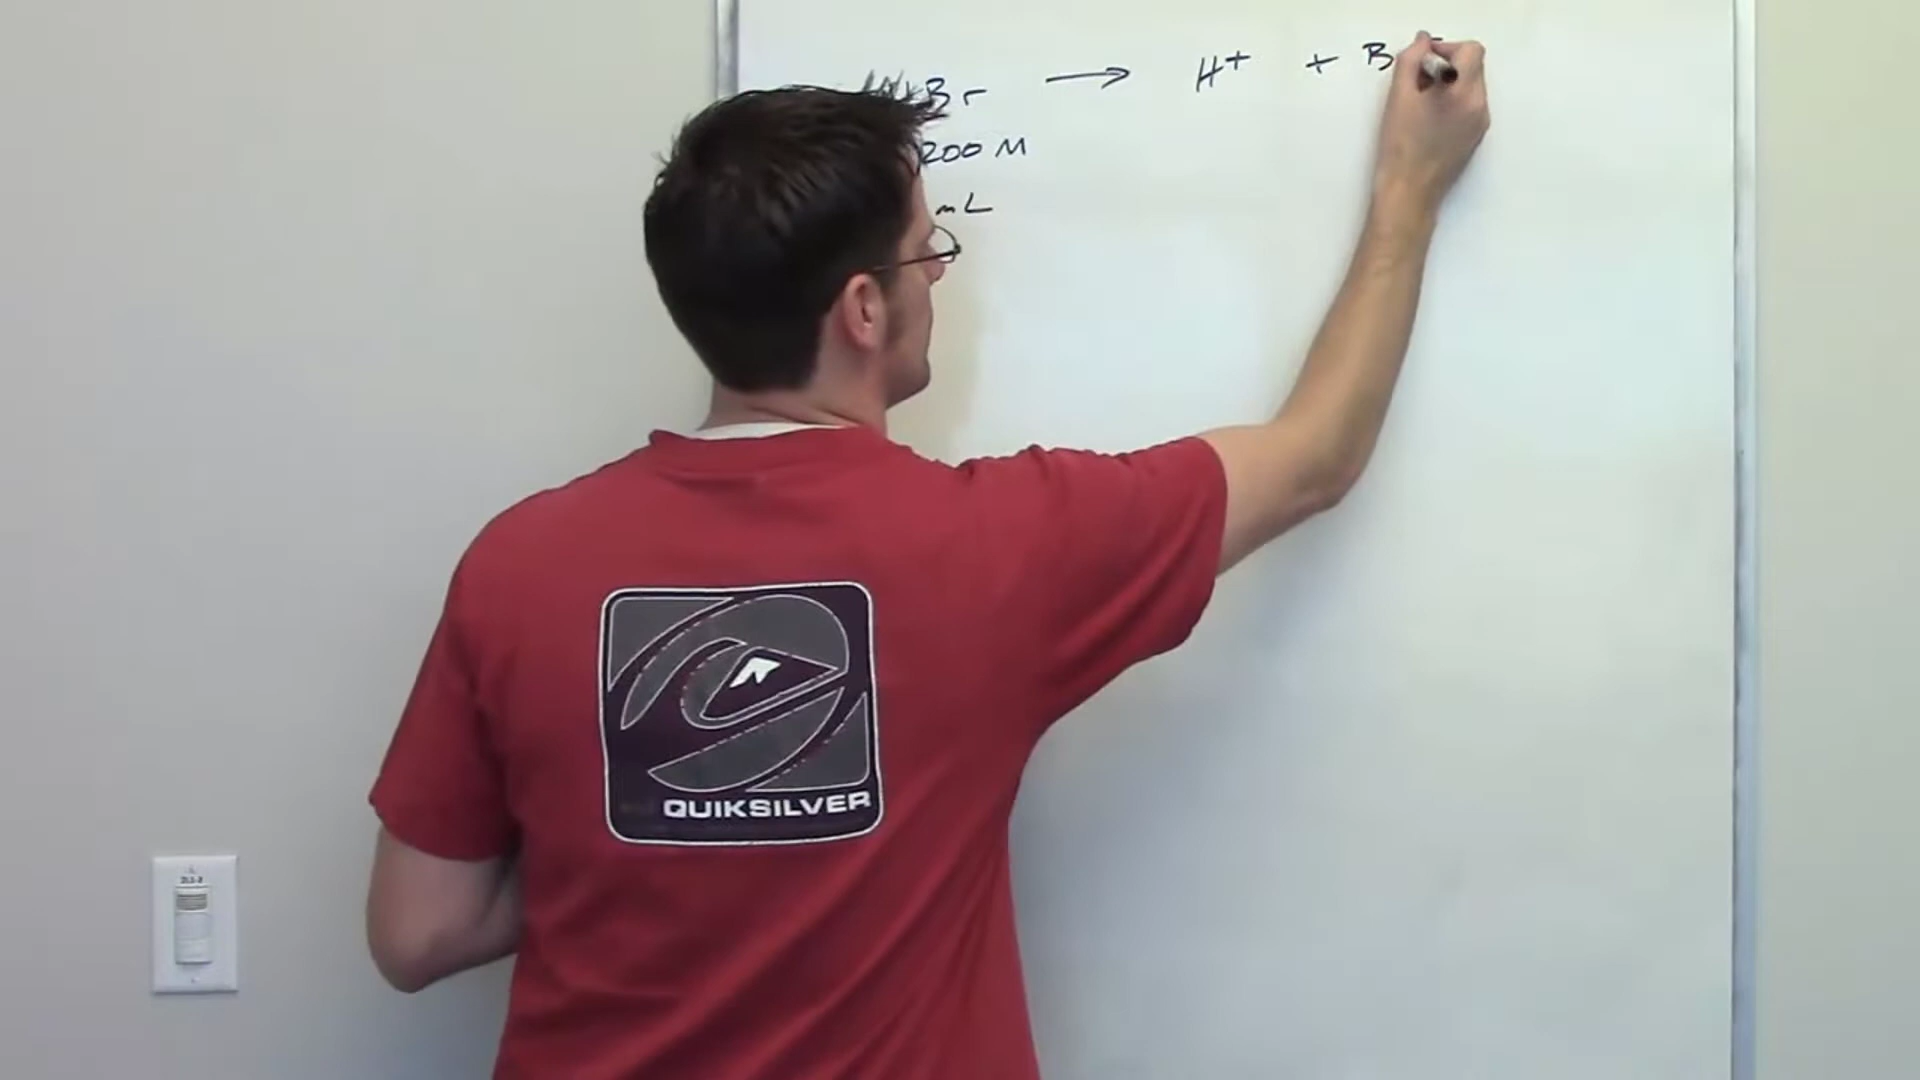 Br → H+ + B
200 M
mL
QUIKSILVER